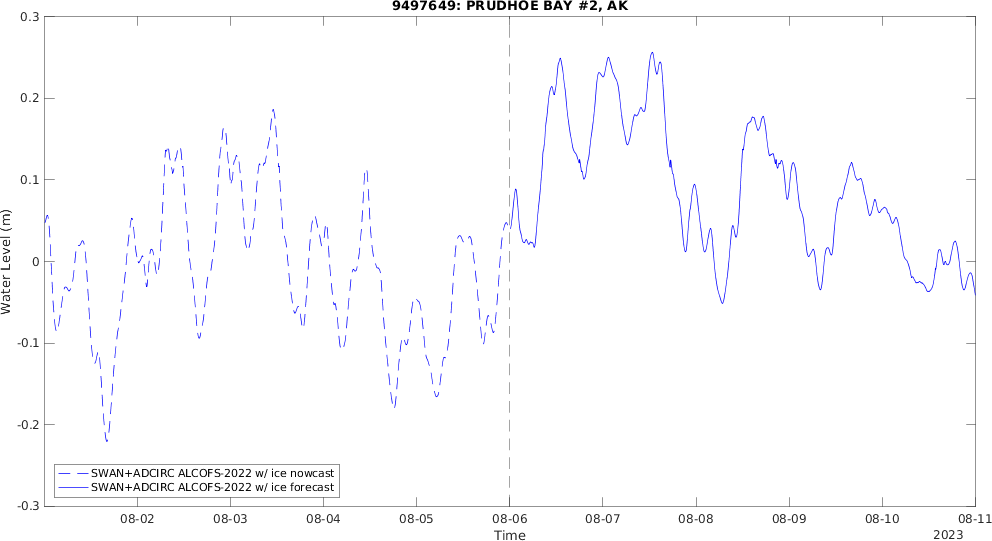 9497649: PRUDHOE BAY #2, AK
0.3
0.2
0.1
0
-0.1
-0.2
-0.3
Water Level (m)
SWAN+ADCIRC ALCOFS-2022 w/ ice nowcast
SWAN+ADCIRC ALCOFS-2022 w/ ice forecast
08-02 08-03 08-04 08-05 08-06 08-07 08-08 08-09 08-10 08-11
Time
2023